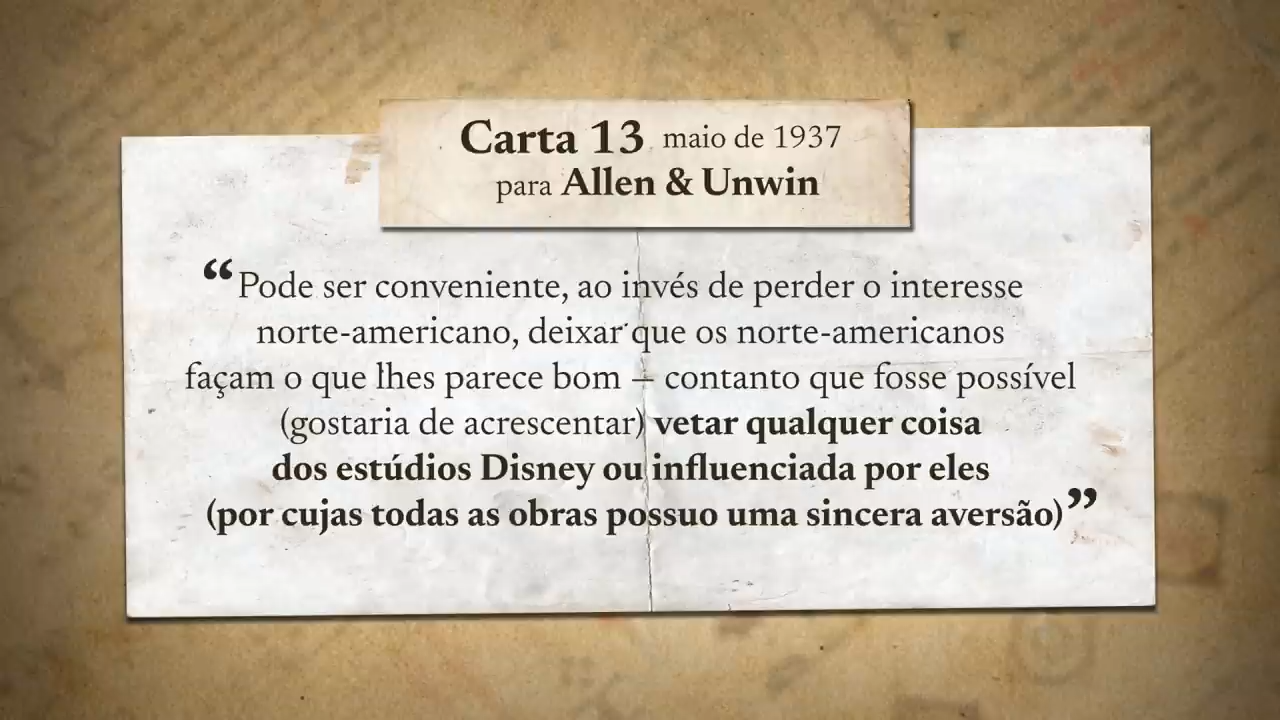 Carta 13 maio de 1937
para Allen & Unwin
“Pode ser conveniente, ao invés de perder o interesse
norte-americano, deixar que os norte-americanos
façam o que lhes parece bom – contanto que fosse possível
(gostaria de acrescentar) vetar qualquer coisa
dos estúdios Disney ou influenciada por eles
(por cujas todas as obras possuo uma sincera aversão)”